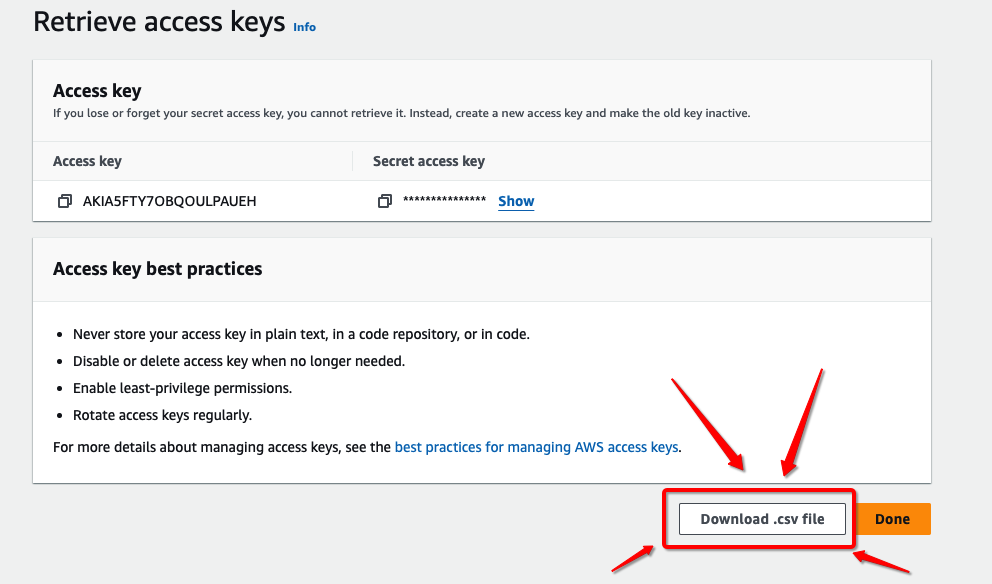 Retrieve access keys Info
Access key
If you lose or forget your secret access key, you cannot retrieve it. Instead, create a new access key and make the old key inactive.
Access key Secret access key
AKIA5FTY7OBQOULPAUEH *************** Show
Access key best practices
• Never store your access key in plain text, in a code repository, or in code.
• Disable or delete access key when no longer needed.
• Enable least-privilege permissions.
• Rotate access keys regularly.
For more details about managing access keys, see the best practices for managing AWS access keys.
Download .csv file Done